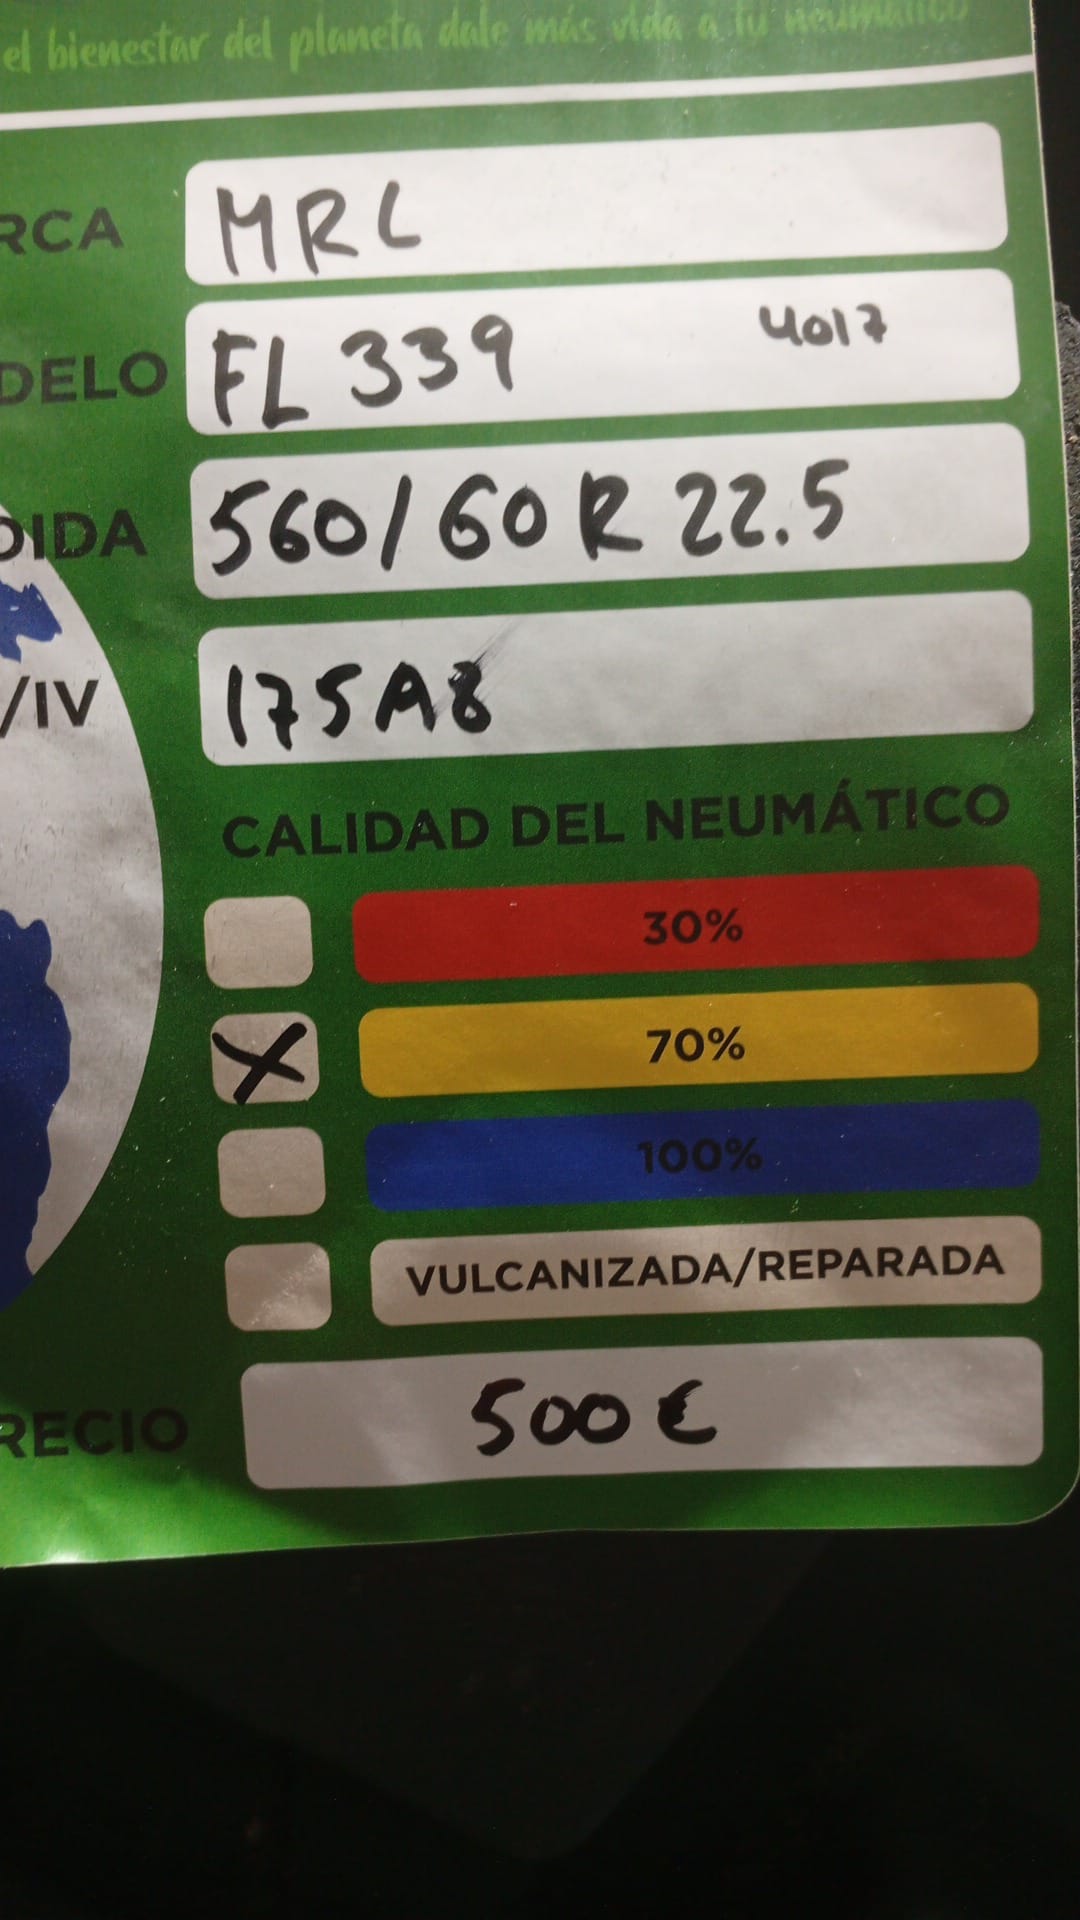 el bienestar del planeta dale más vida a tu neumático
RCA MRL
DELO FL 339 4017
DIDA 560/60 R 22.5
/IV 175A8
CALIDAD DEL NEUMÁTICO
30%
X 70%
100%
VULCANIZADA/REPARADA
RECIO 500 €